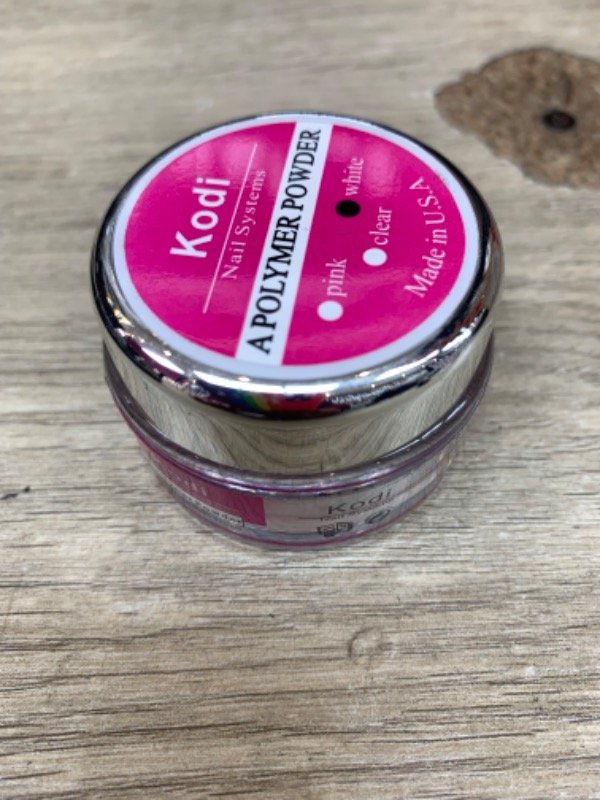 Kodi
Nail Systems
A POLYMER POWDER
white
clear
pink
Made in U.S.A
Kodi